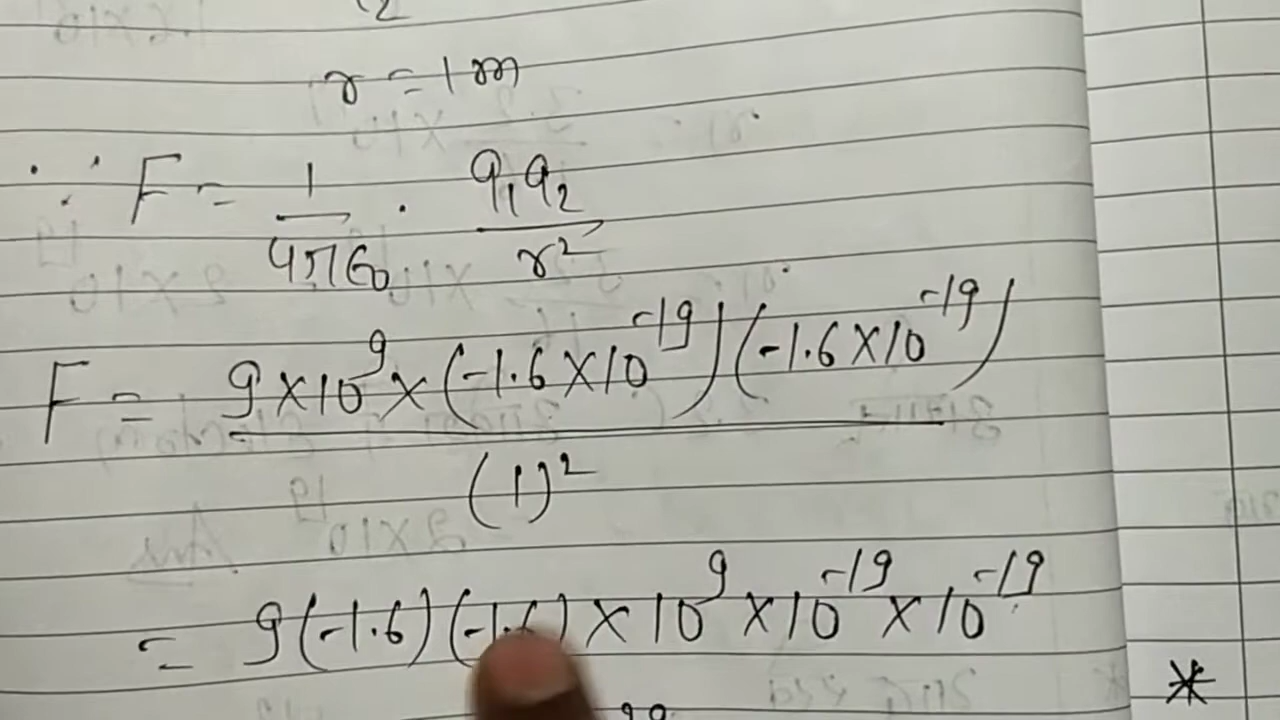 2
r = 1 m
∵ F = 1/4πε₀ · q₁q₂/r²
F = 9×10⁹×(-1.6×10⁻¹⁹)(-1.6×10⁻¹⁹)/(1)²
= 9(-1.6)(-1.6)×10⁹×10⁻¹⁹×10⁻¹⁹
*